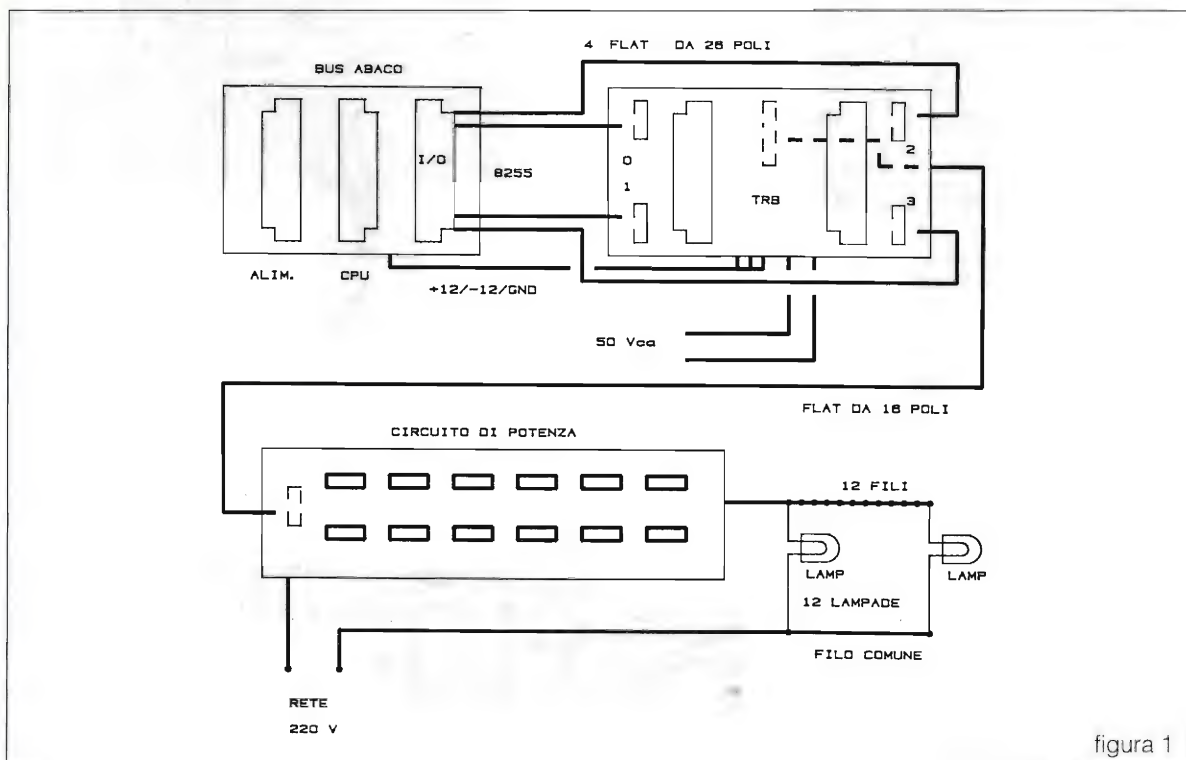 4 FLAT DA 26 POLI
BUS ABACO
I/O
8255
0
1
2
3
TRB
ALIM.
CPU
+12/-12/GND
50 Vca
FLAT DA 16 POLI
CIRCUITO DI POTENZA
12 FILI
LAMP
LAMP
12 LAMPADE
FILO COMUNE
RETE
220 V
figura 1